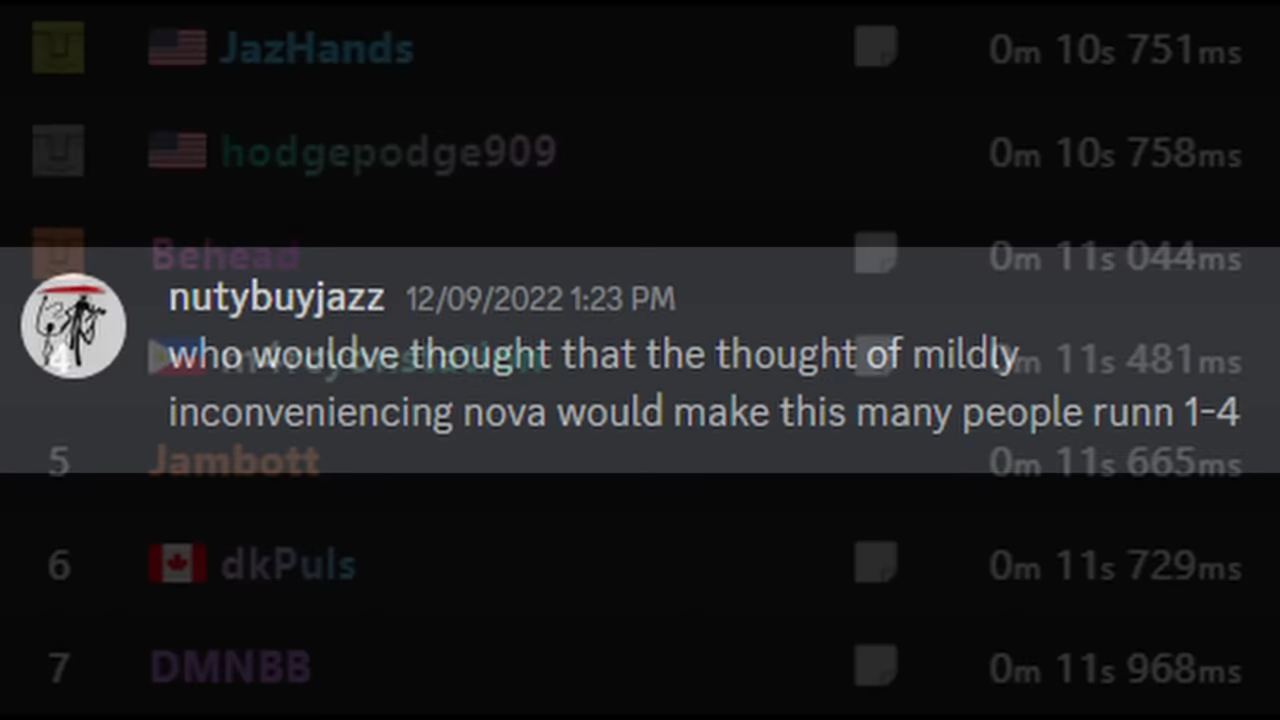 JazHands 0m 10s 751ms
hodgepodge909 0m 10s 758ms
Behead 0m 11s 044ms
nutybuyjazz 12/09/2022 1:23 PM
who wouldve thought that the thought of mildly
4 0m 11s 481ms
inconveniencing nova would make this many people runn 1-4
5 Jambott 0m 11s 665ms
6 dkPuls 0m 11s 729ms
7 DMNBB 0m 11s 968ms